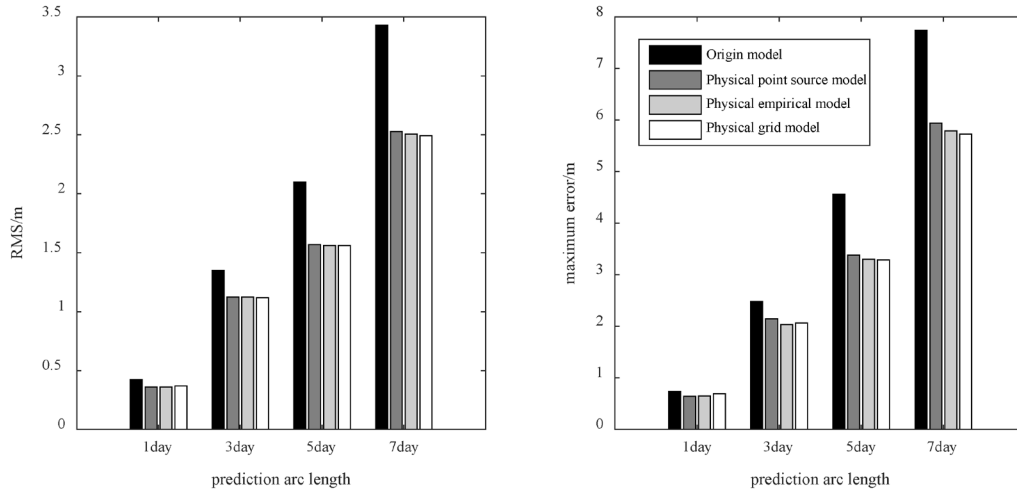 3.5
3
2.5
2
1.5
1
0.5
0
RMS/m
1day
3day
5day
7day
prediction arc length
8
7
6
5
4
3
2
1
0
maximum error/m
Origin model
Physical point source model
Physical empirical model
Physical grid model
1day
3day
5day
7day
prediction arc length